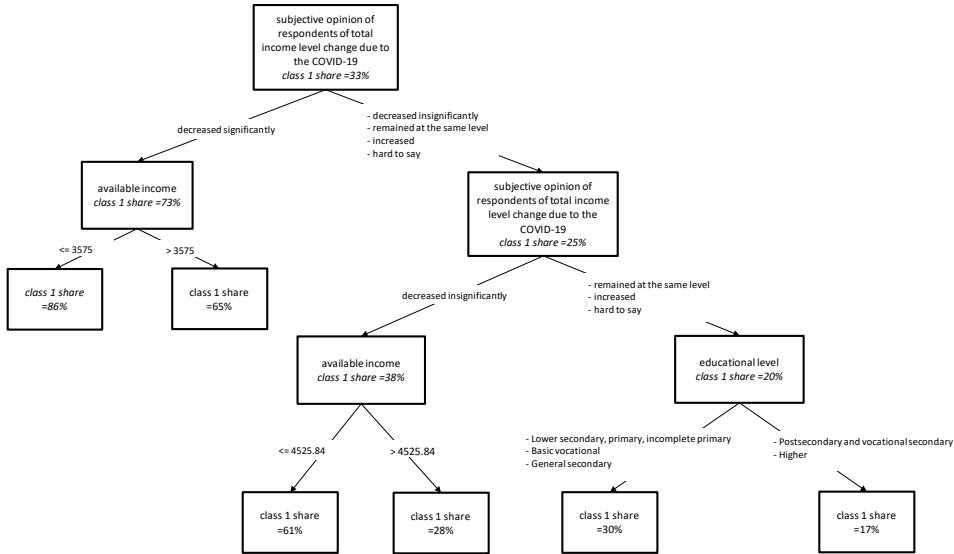 subjective opinion of
respondents of total
income level change due to
the COVID-19
class 1 share =33%
decreased significantly
- decreased insignificantly
- remained at the same level
- increased
- hard to say
available income
class 1 share =73%
subjective opinion of
respondents of total income
level change due to the
COVID-19
class 1 share =25%
<= 3575
> 3575
class 1 share
=86%
class 1 share
=65%
decreased insignificantly
- remained at the same level
- increased
- hard to say
available income
class 1 share =38%
educational level
class 1 share =20%
<= 4525.84
> 4525.84
- Lower secondary, primary, incomplete primary
- Basic vocational
- General secondary
- Postsecondary and vocational secondary
- Higher
class 1 share
=61%
class 1 share
=28%
class 1 share
=30%
class 1 share
=17%